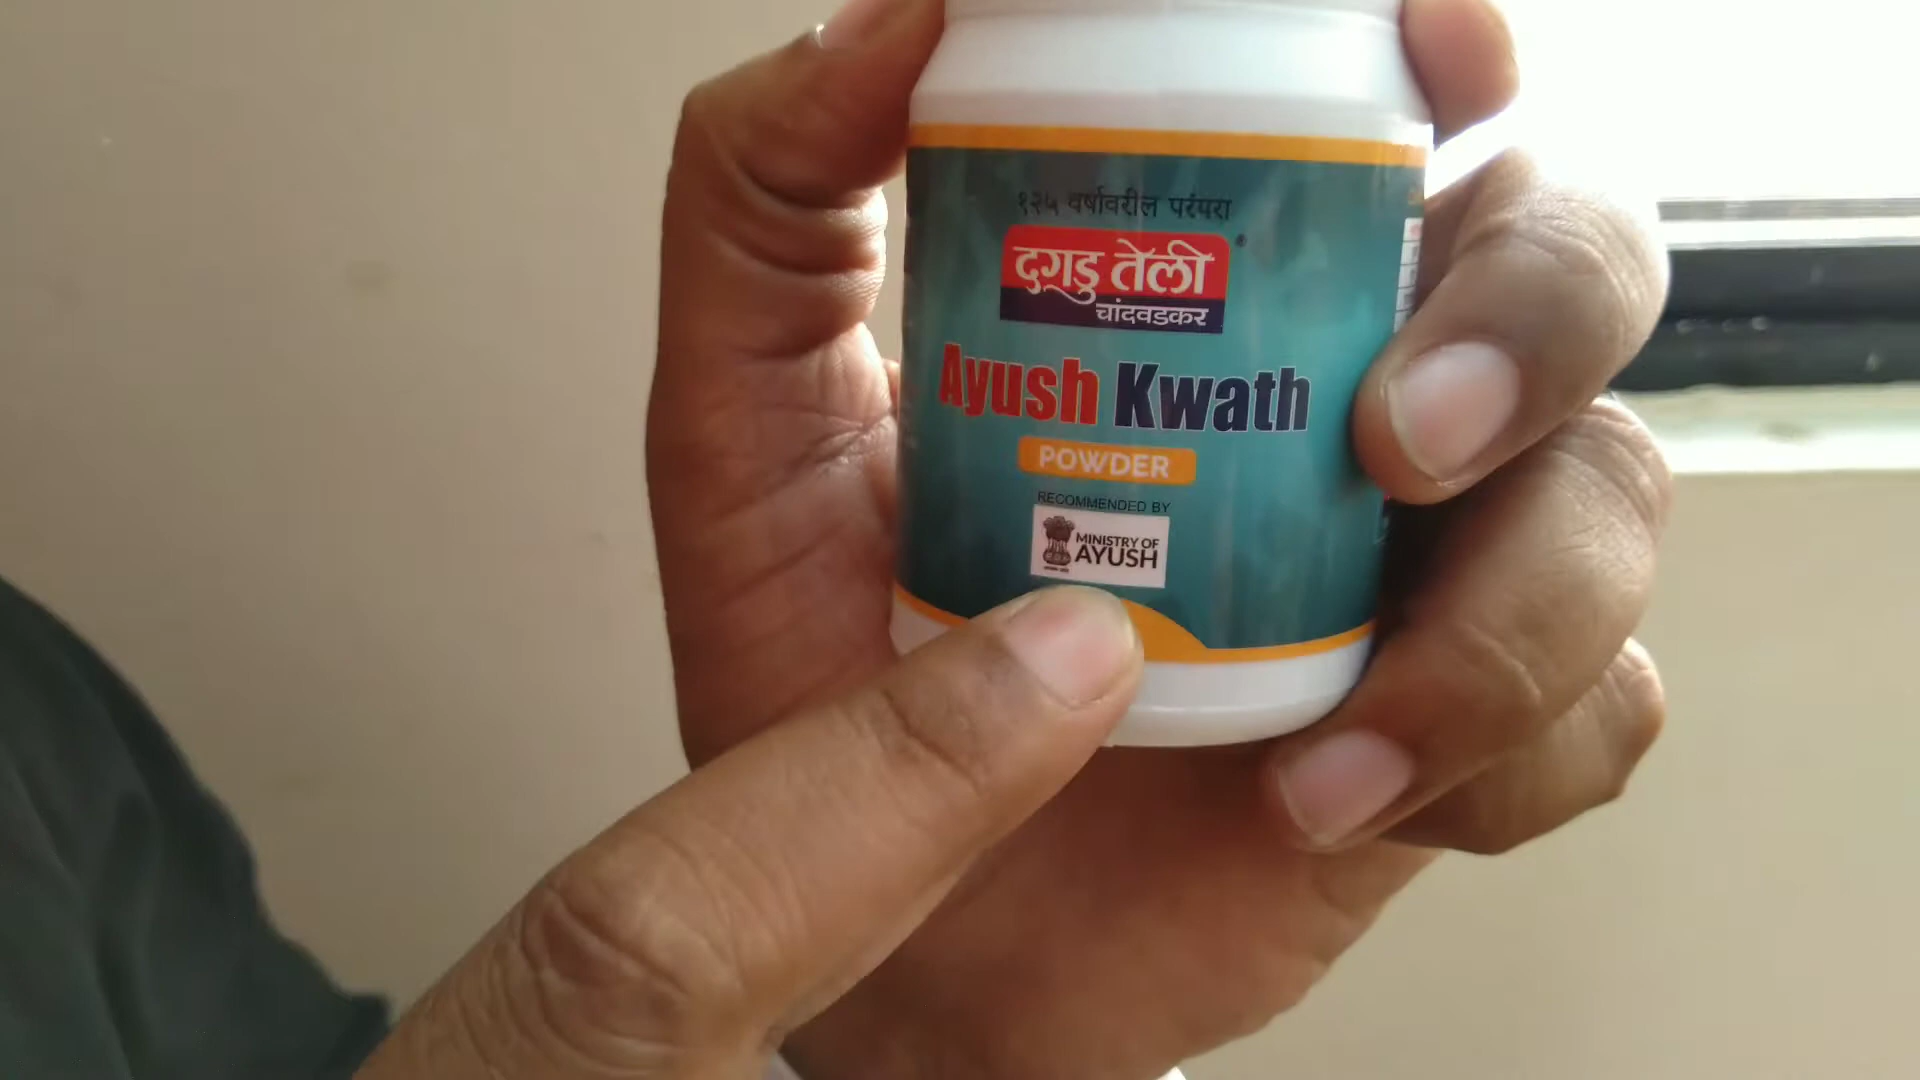 १२५ वर्षावरील परंपरा
दगडु तेली
®
चांदवडकर
Ayush Kwath
POWDER
RECOMMENDED BY
MINISTRY OF
AYUSH